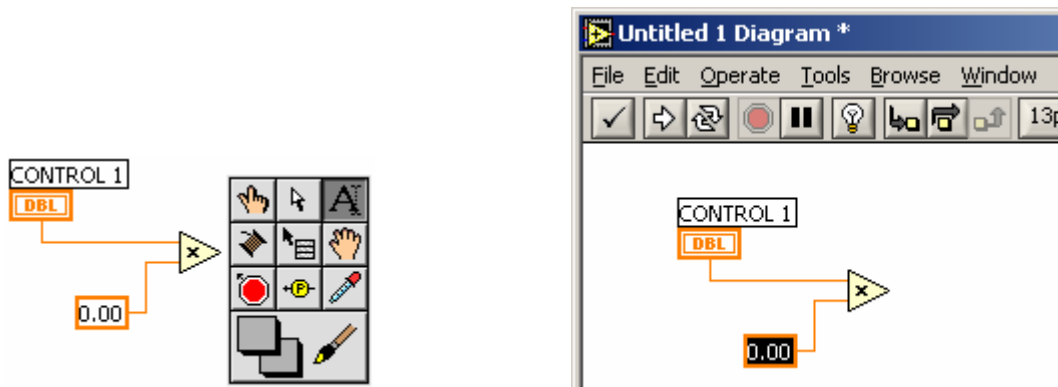 CONTROL 1
DBL
x
0.00
A
P
Untitled 1 Diagram *
File Edit Operate Tools Browse Window
13p
CONTROL 1
DBL
x
0.00